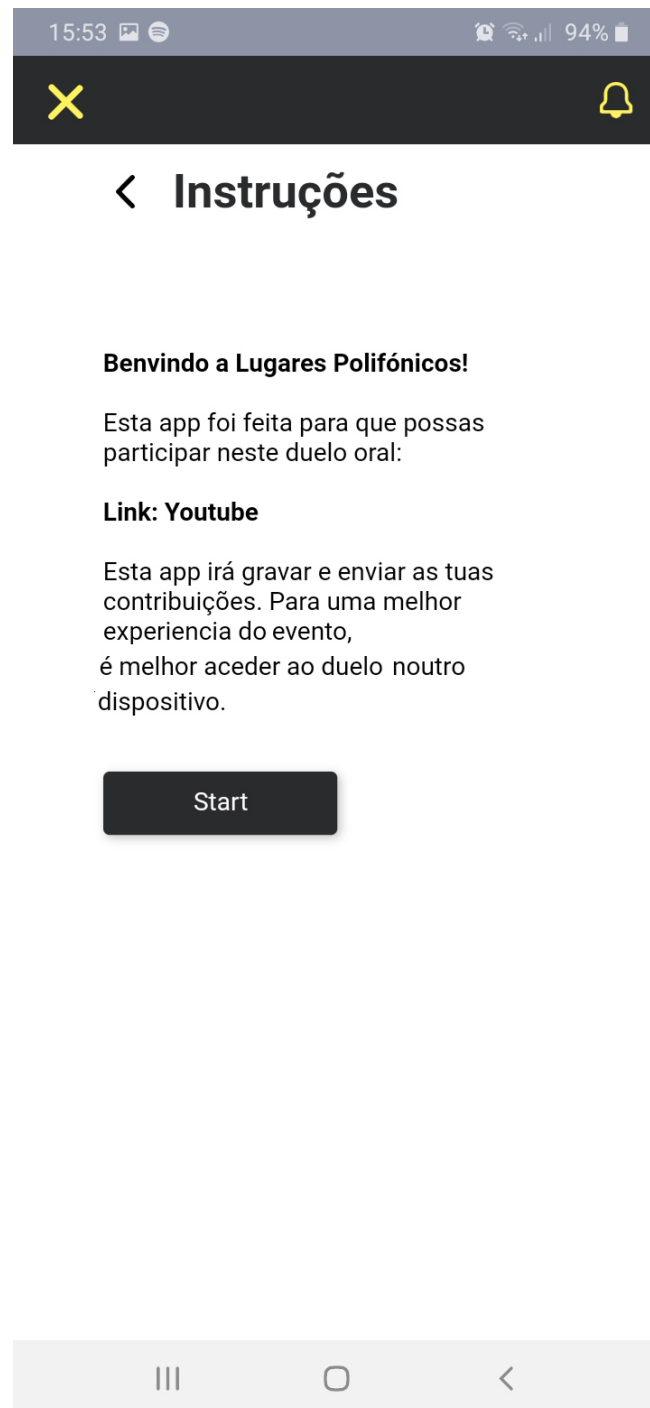 15:53
94%
Instruções
Benvindo a Lugares Polifónicos!
Esta app foi feita para que possas
participar neste duelo oral:
Link: Youtube
Esta app irá gravar e enviar as tuas
contribuições. Para uma melhor
experiencia do evento,
é melhor aceder ao duelo noutro
dispositivo.
Start